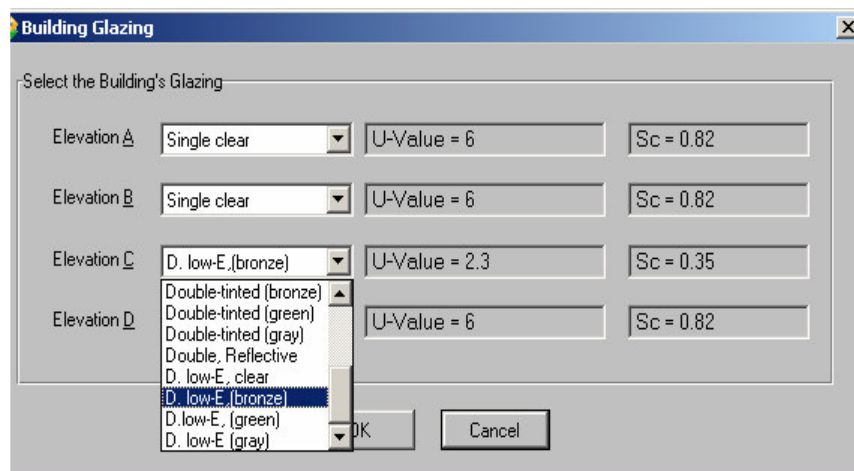 Building Glazing
Select the Building's Glazing
Elevation A Single clear U-Value = 6 Sc = 0.82
Elevation B Single clear U-Value = 6 Sc = 0.82
Elevation C D. low-E,(bronze) U-Value = 2.3 Sc = 0.35
Elevation D U-Value = 6 Sc = 0.82
Double-tinted (bronze)
Double-tinted (green)
Double-tinted (gray)
Double, Reflective
D. low-E, clear
D. low-E,(bronze)
D.low-E, (green)
D. low-E (gray)
Cancel